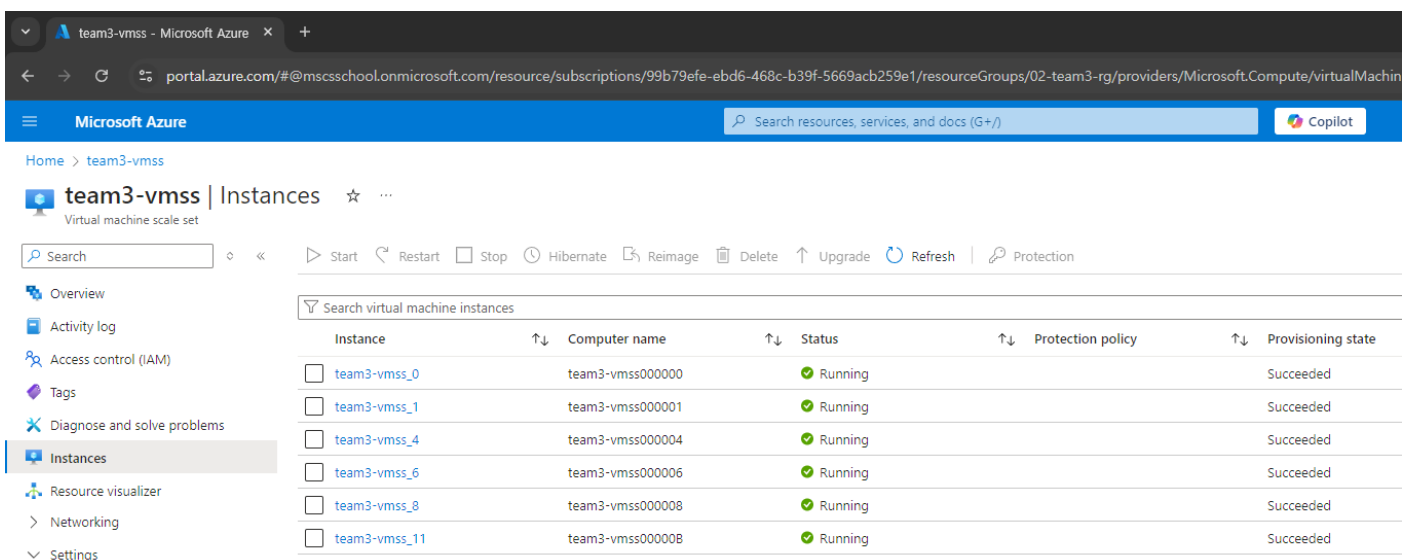 team3-vmss - Microsoft Azure
portal.azure.com/#@mscsschool.onmicrosoft.com/resource/subscriptions/99b79efe-ebd6-468c-b39f-5669acb259e1/resourceGroups/02-team3-rg/providers/Microsoft.Compute/virtualMachin
Microsoft Azure Search resources, services, and docs (G+/) Copilot
Home > team3-vmss
team3-vmss | Instances
Virtual machine scale set
Search Start Restart Stop Hibernate Reimage Delete Upgrade Refresh Protection
Overview
Activity log
Access control (IAM)
Tags
Diagnose and solve problems
Instances
Resource visualizer
Networking
Settings
Search virtual machine instances
Instance Computer name Status Protection policy Provisioning state
team3-vmss_0 team3-vmss000000 Running Succeeded
team3-vmss_1 team3-vmss000001 Running Succeeded
team3-vmss_4 team3-vmss000004 Running Succeeded
team3-vmss_6 team3-vmss000006 Running Succeeded
team3-vmss_8 team3-vmss000008 Running Succeeded
team3-vmss_11 team3-vmss00000B Running Succeeded